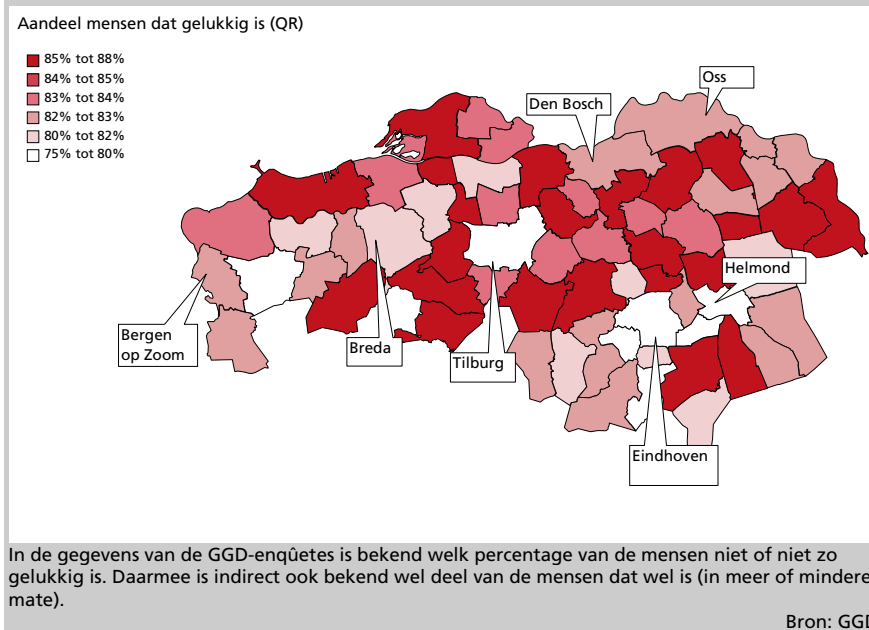 Aandeel mensen dat gelukkig is (QR)
85% tot 88%
84% tot 85%
83% tot 84%
82% tot 83%
80% tot 82%
75% tot 80%
Oss
Den Bosch
Helmond
Bergen
op Zoom
Breda
Tilburg
Eindhoven
In de gegevens van de GGD-enqûetes is bekend welk percentage van de mensen niet of niet zo
gelukkig is. Daarmee is indirect ook bekend wel deel van de mensen dat wel is (in meer of mindere
mate).
Bron: GGD